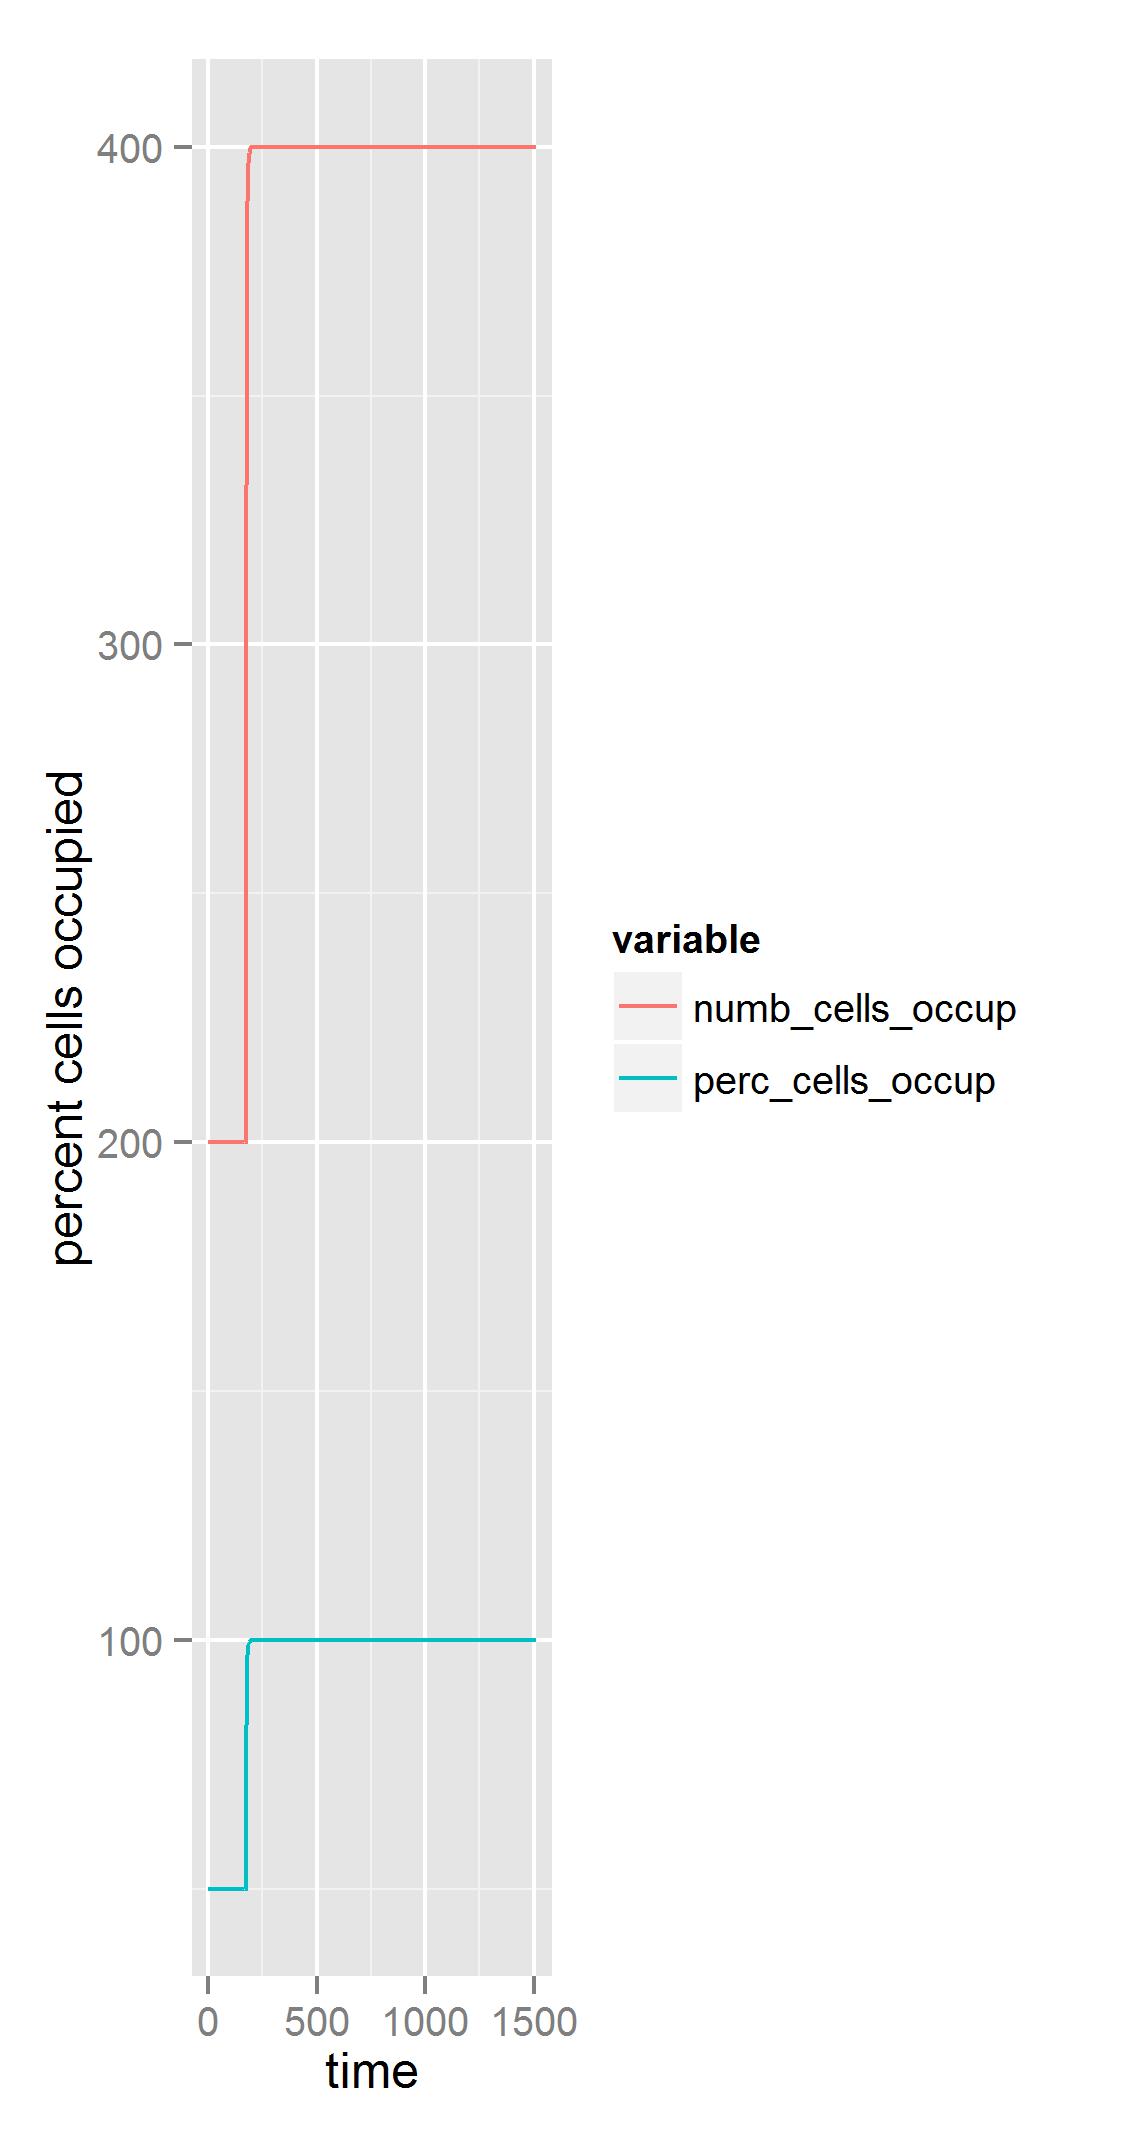 400
300
200
100
percent cells occupied
0 500 1000 1500
time
variable
numb_cells_occup
perc_cells_occup